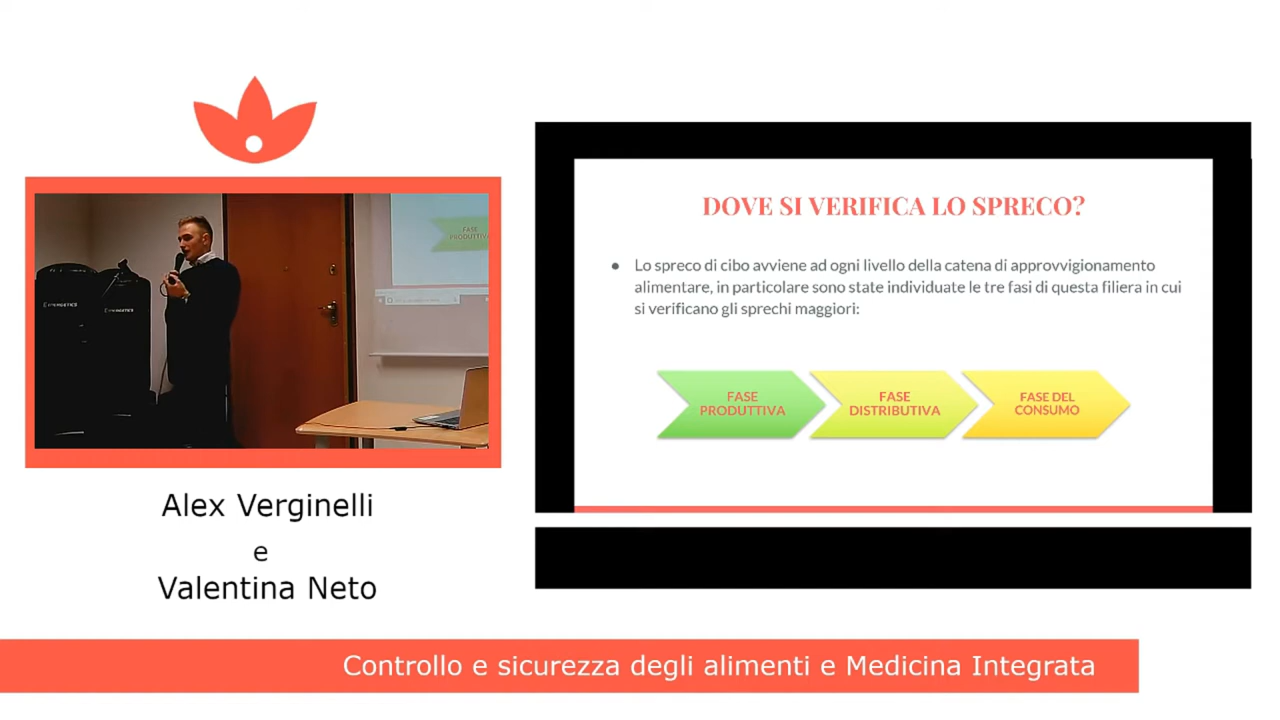 DOVE SI VERIFICA LO SPRECO?
● Lo spreco di cibo avviene ad ogni livello della catena di approvvigionamento
alimentare, in particolare sono state individuate le tre fasi di questa filiera in cui
si verificano gli sprechi maggiori:
FASE
PRODUTTIVA
FASE
DISTRIBUTIVA
FASE DEL
CONSUMO
FASE
PRODUTTIVA
Alex Verginelli
e
Valentina Neto
Controllo e sicurezza degli alimenti e Medicina Integrata